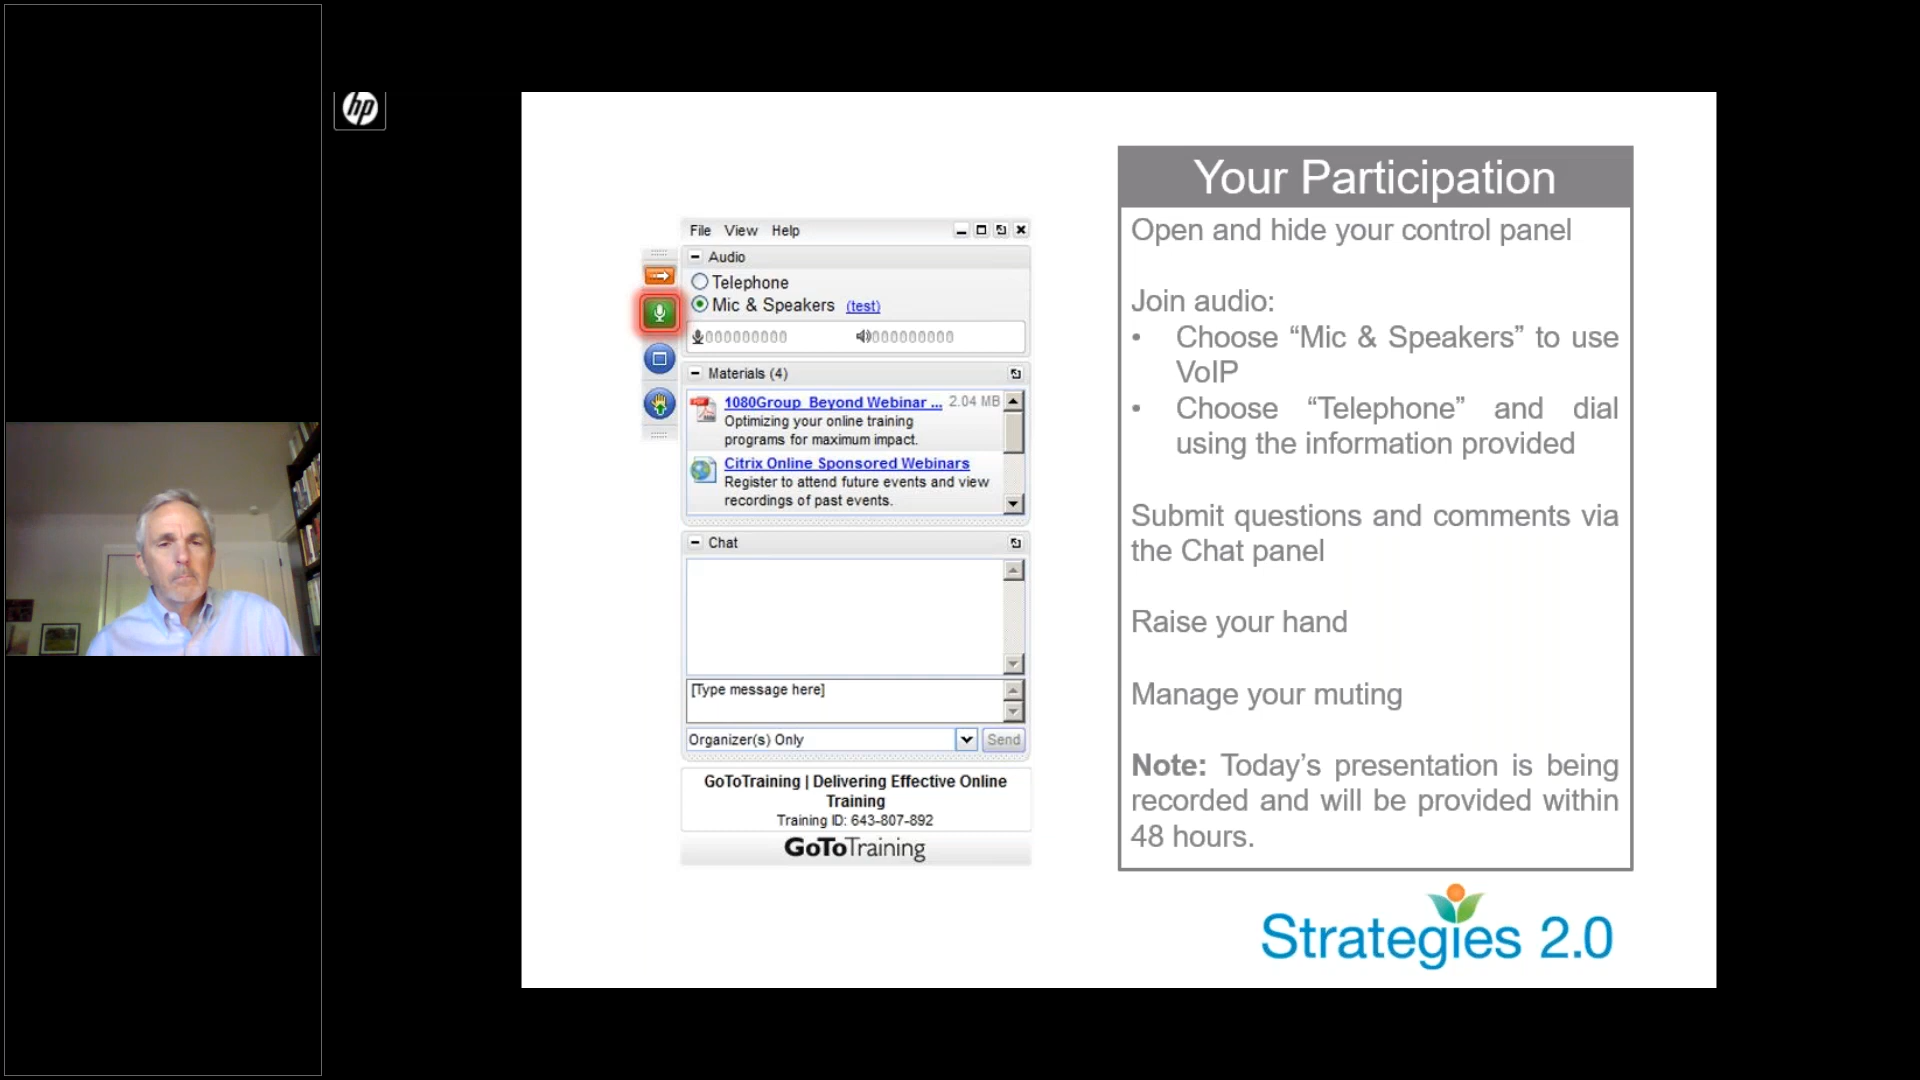 hp
File View Help
Audio
Telephone
Mic & Speakers (test)
000000000 000000000
Materials (4)
1080Group Beyond Webinar ... 2.04 MB
Optimizing your online training
programs for maximum impact.
Citrix Online Sponsored Webinars
Register to attend future events and view
recordings of past events.
Chat
[Type message here]
Organizer(s) Only Send
GoToTraining | Delivering Effective Online
Training
Training ID: 643-807-892
GoToTraining
Your Participation
Open and hide your control panel
Join audio:
• Choose “Mic & Speakers” to use
VoIP
• Choose “Telephone” and dial
using the information provided
Submit questions and comments via
the Chat panel
Raise your hand
Manage your muting
Note: Today’s presentation is being
recorded and will be provided within
48 hours.
Strategies 2.0